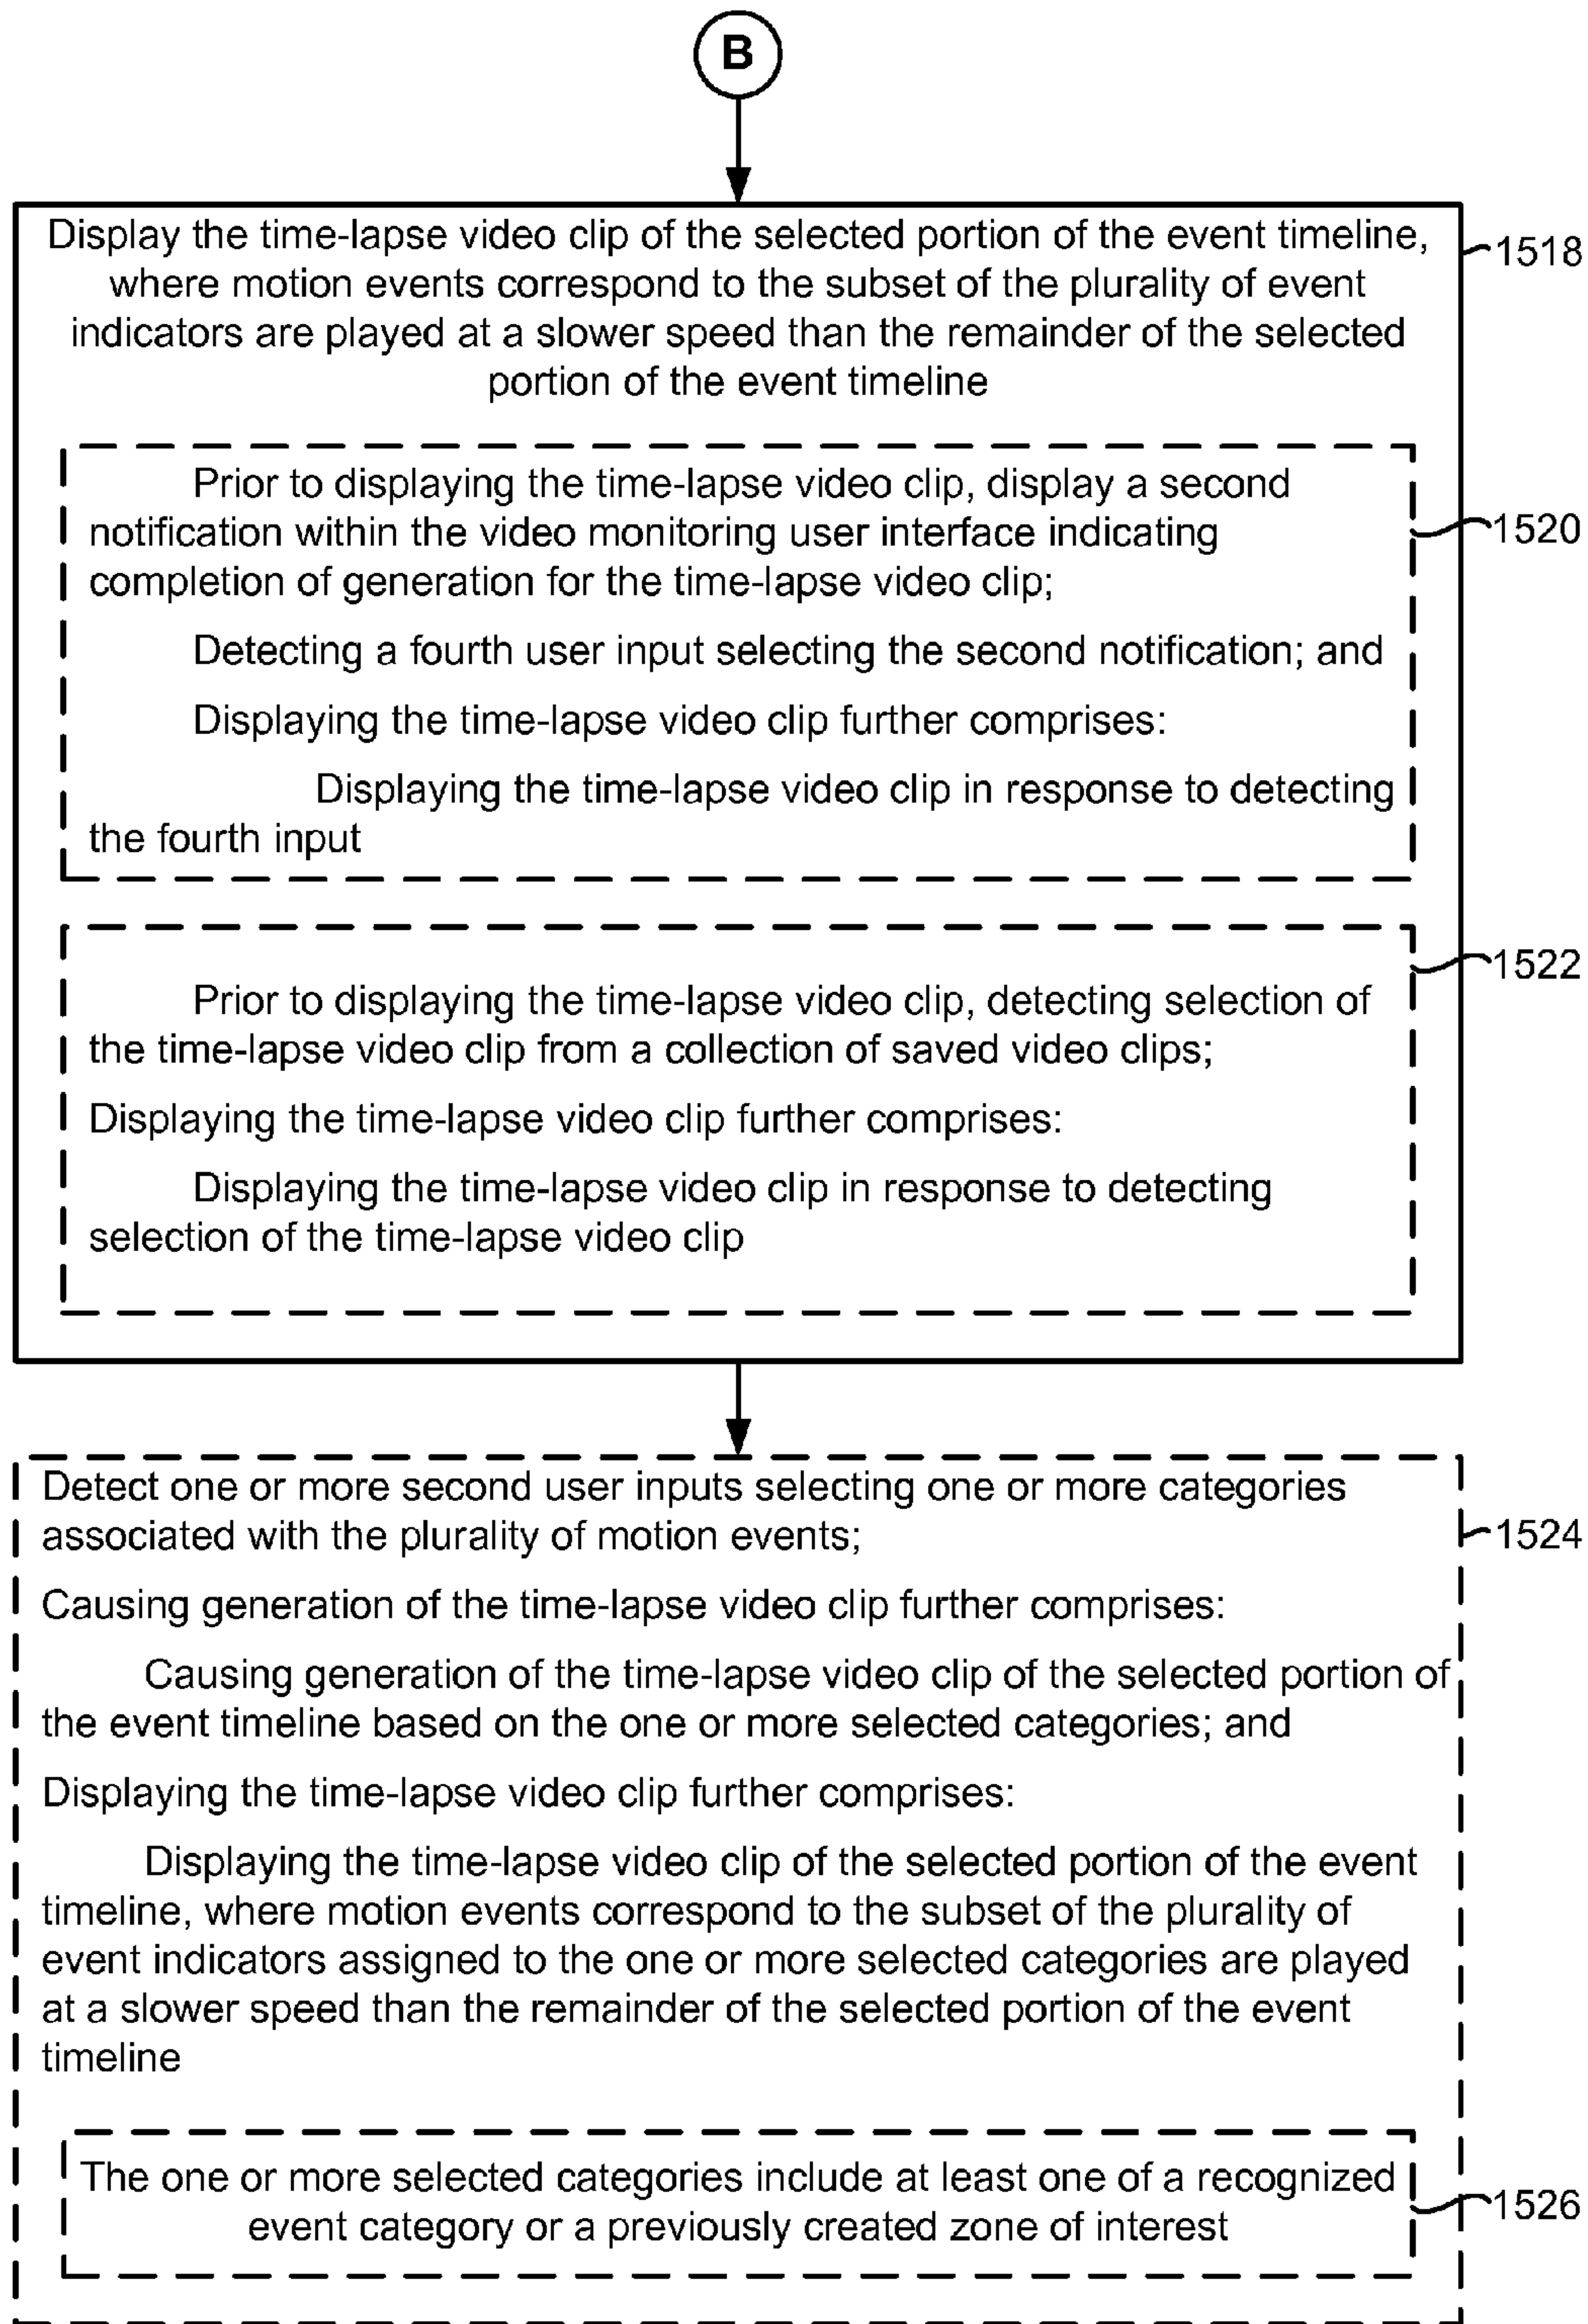 B
Display the time-lapse video clip of the selected portion of the event timeline,
where motion events correspond to the subset of the plurality of event
indicators are played at a slower speed than the remainder of the selected
portion of the event timeline
1518
Prior to displaying the time-lapse video clip, display a second
notification within the video monitoring user interface indicating
completion of generation for the time-lapse video clip;
Detecting a fourth user input selecting the second notification; and
Displaying the time-lapse video clip further comprises:
Displaying the time-lapse video clip in response to detecting
the fourth input
1520
Prior to displaying the time-lapse video clip, detecting selection of
the time-lapse video clip from a collection of saved video clips;
Displaying the time-lapse video clip further comprises:
Displaying the time-lapse video clip in response to detecting
selection of the time-lapse video clip
1522
Detect one or more second user inputs selecting one or more categories
associated with the plurality of motion events;
Causing generation of the time-lapse video clip further comprises:
Causing generation of the time-lapse video clip of the selected portion of
the event timeline based on the one or more selected categories; and
Displaying the time-lapse video clip further comprises:
Displaying the time-lapse video clip of the selected portion of the event
timeline, where motion events correspond to the subset of the plurality of
event indicators assigned to the one or more selected categories are played
at a slower speed than the remainder of the selected portion of the event
timeline
1524
The one or more selected categories include at least one of a recognized
event category or a previously created zone of interest
1526